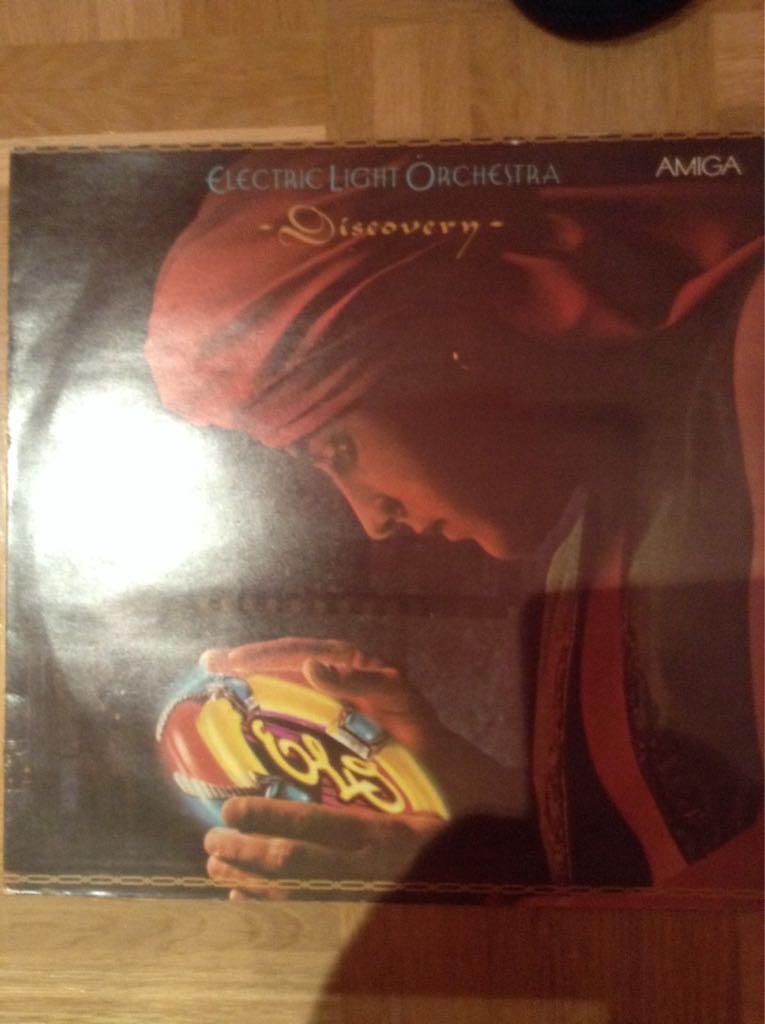 ELECTRIC LIGHT ORCHESTRA
AMIGA
-Discovery-
ELO